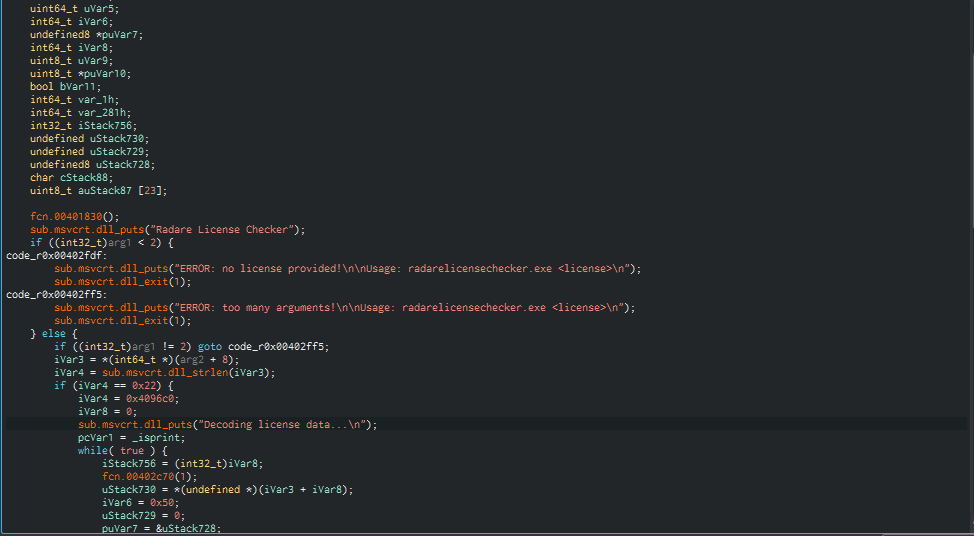 uint64_t uVar5;
int64_t iVar6;
undefined8 *puVar7;
int64_t iVar8;
uint8_t uVar9;
uint8_t *puVar10;
bool bVar11;
int64_t var_1h;
int64_t var_281h;
int32_t iStack756;
undefined uStack730;
undefined uStack729;
undefined8 uStack728;
char cStack88;
uint8_t auStack87 [23];
fcn.00401830();
sub.msvcrt.dll_puts("Radare License Checker");
if ((int32_t)arg1 < 2) {
code_r0x00402fdf:
sub.msvcrt.dll_puts("ERROR: no license provided!\n\nUsage: radarelicensechecker.exe <license>\n");
sub.msvcrt.dll_exit(1);
code_r0x00402ff5:
sub.msvcrt.dll_puts("ERROR: too many arguments!\n\nUsage: radarelicensechecker.exe <license>\n");
sub.msvcrt.dll_exit(1);
} else {
if ((int32_t)arg1 != 2) goto code_r0x00402ff5;
iVar3 = *(int64_t *)(arg2 + 8);
iVar4 = sub.msvcrt.dll_strlen(iVar3);
if (iVar4 == 0x22) {
iVar4 = 0x4096c0;
iVar8 = 0;
sub.msvcrt.dll_puts("Decoding license data...\n");
pcVar1 = _isprint;
while( true ) {
iStack756 = (int32_t)iVar8;
fcn.00402c70(1);
uStack730 = *(undefined *)(iVar3 + iVar8);
iVar6 = 0x50;
uStack729 = 0;
puVar7 = &uStack728;